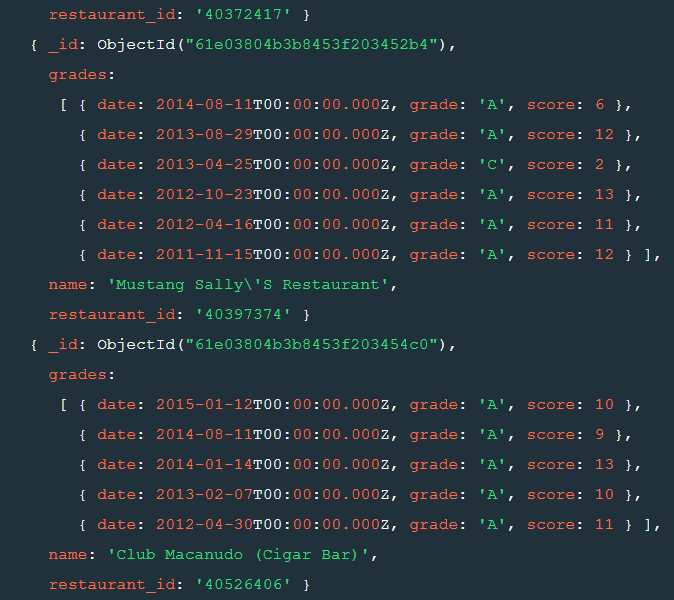 restaurant_id: '40372417' }
{ _id: ObjectId("61e03804b3b8453f203452b4"),
grades:
[ { date: 2014-08-11T00:00:00.000Z, grade: 'A', score: 6 },
{ date: 2013-08-29T00:00:00.000Z, grade: 'A', score: 12 },
{ date: 2013-04-25T00:00:00.000Z, grade: 'C', score: 2 },
{ date: 2012-10-23T00:00:00.000Z, grade: 'A', score: 13 },
{ date: 2012-04-16T00:00:00.000Z, grade: 'A', score: 11 },
{ date: 2011-11-15T00:00:00.000Z, grade: 'A', score: 12 } ],
name: 'Mustang Sally\'S Restaurant',
restaurant_id: '40397374' }
{ _id: ObjectId("61e03804b3b8453f203454c0"),
grades:
[ { date: 2015-01-12T00:00:00.000Z, grade: 'A', score: 10 },
{ date: 2014-08-11T00:00:00.000Z, grade: 'A', score: 9 },
{ date: 2014-01-14T00:00:00.000Z, grade: 'A', score: 13 },
{ date: 2013-02-07T00:00:00.000Z, grade: 'A', score: 10 },
{ date: 2012-04-30T00:00:00.000Z, grade: 'A', score: 11 } ],
name: 'Club Macanudo (Cigar Bar)',
restaurant_id: '40526406' }